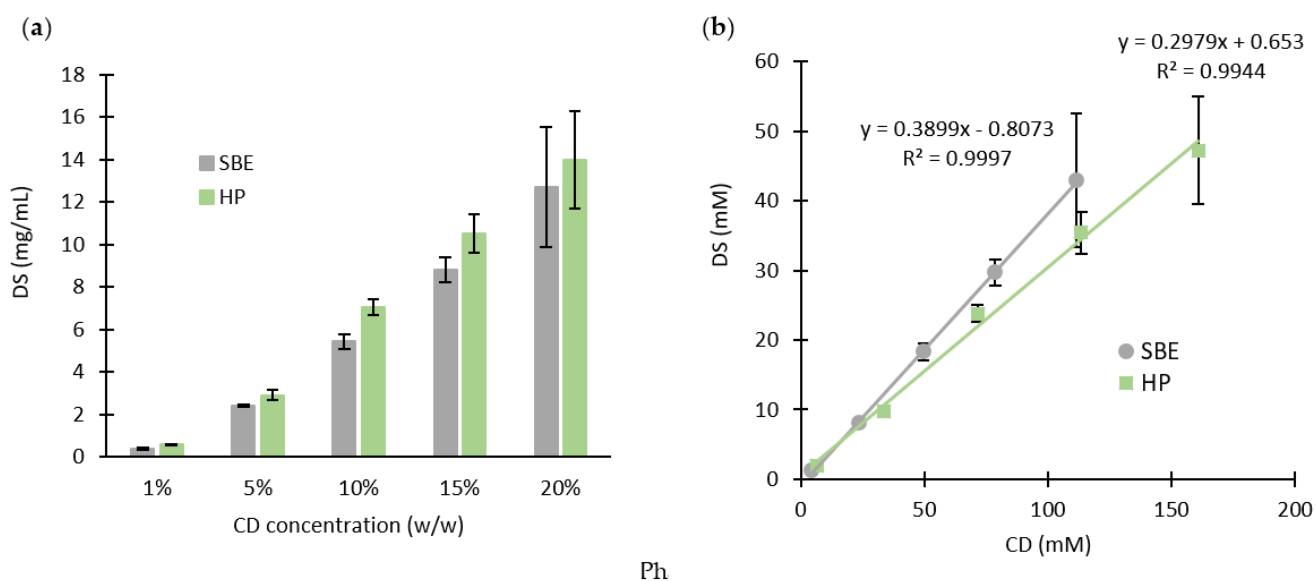 (a)
18
16
14
12
10
8
6
4
2
0
DS (mg/mL)
SBE
HP
1% 5% 10% 15% 20%
CD concentration (w/w)
(b)
y = 0.2979x + 0.653
R² = 0.9944
y = 0.3899x - 0.8073
R² = 0.9997
60
50
40
30
20
10
0
DS (mM)
SBE
HP
0 50 100 150 200
CD (mM)
Ph